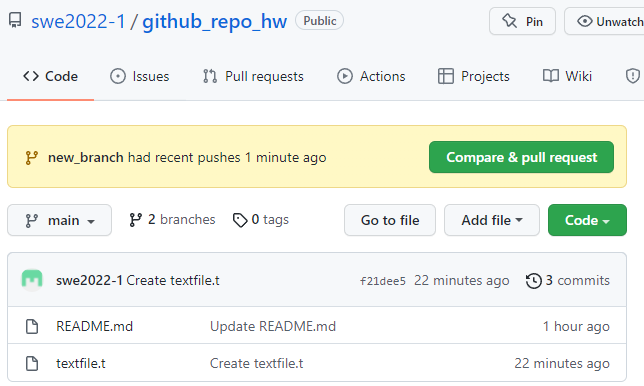 swe2022-1 / github_repo_hw Public Pin Unwatch
Code Issues Pull requests Actions Projects Wiki
new_branch had recent pushes 1 minute ago Compare & pull request
main 2 branches 0 tags Go to file Add file Code
swe2022-1 Create textfile.t f21dee5 22 minutes ago 3 commits
README.md Update README.md 1 hour ago
textfile.t Create textfile.t 22 minutes ago